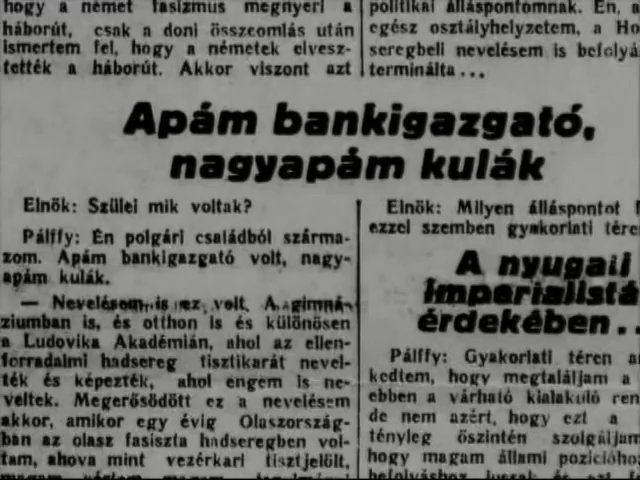 hogy a német fasizmus megnyeri a
háborút, csak a doni összeomlás után
ismertem fel, hogy a németek elvesz-
tették a háborút. Akkor viszont azt
politikai álláspontomnak. Én, a
egész osztályhelyzetem, a Ho
seregbeli nevelésem is befolyá
terminálta...
Apám bankigazgató,
nagyapám kulák
Elnök: Szülei mik voltak?
Pálffy: Én polgári családból szárma-
zom. Apám bankigazgató volt, nagy-
apám kulák.
— Nevelésem is ez volt. A gimná-
ziumban is, és otthon is és különösen
a Ludovika Akadémián, ahol az ellen-
forradalmi hadsereg tisztikarát nevel-
ték és képezték, ahol engem is ne-
veltek. Megerősödött ez a nevelésem
akkor, amikor egy évig Olaszország-
ban az olasz fasiszta hadseregben vol-
tam, ahova mint vezérkari tisztjelölt,
Elnök: Milyen álláspontot
ezzel szemben gyakorlati tére
A nyugati
imperialistá
érdekében..
Pálffy: Gyakorlati téren a
kedtem, hogy megtaláljam a
ebben a várható kialakuló ren
de nem azért, hogy ezt a
tényleg őszintén szolgáljam
hogy magam állami pozícióho